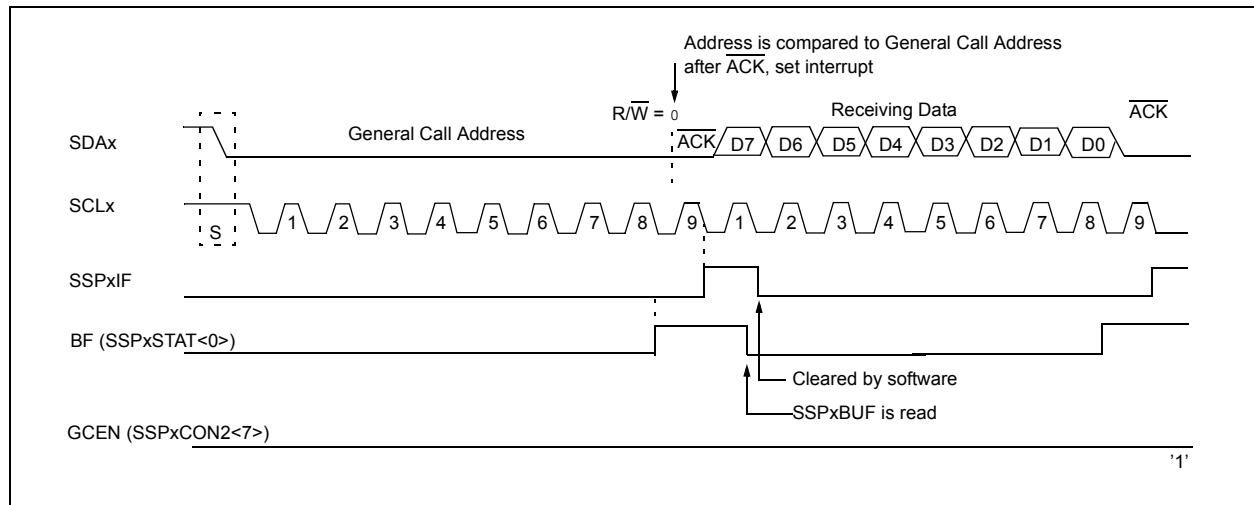 Address is compared to General Call Address
after ACK, set interrupt
R/W = 0
General Call Address
Receiving Data
ACK
SDAx
ACK
D7 D6 D5 D4 D3 D2 D1 D0
SCLx
S
1 2 3 4 5 6 7 8 9 1 2 3 4 5 6 7 8 9
SSPxIF
BF (SSPxSTAT<0>)
Cleared by software
SSPxBUF is read
GCEN (SSPxCON2<7>)
'1'